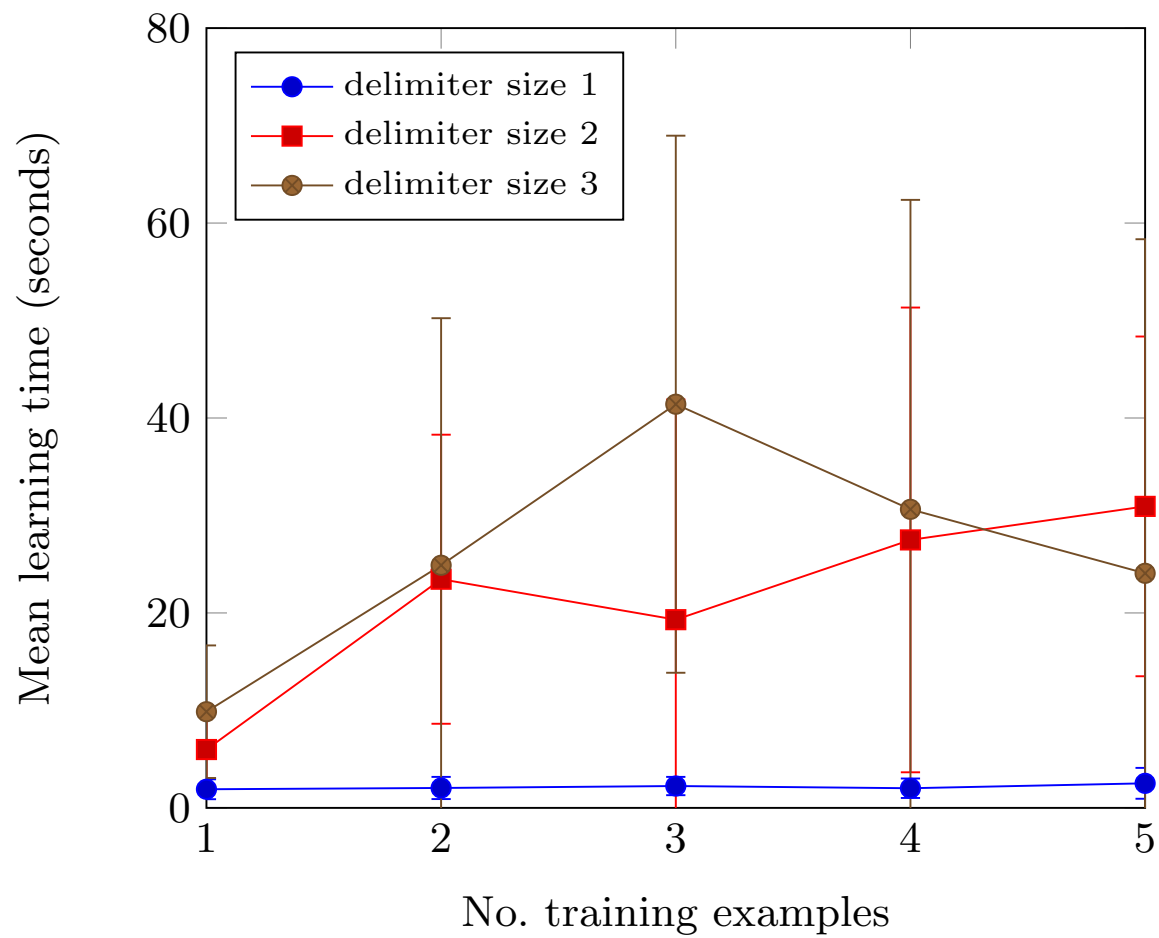 80
60
40
20
0
Mean learning time (seconds)
delimiter size 1
delimiter size 2
delimiter size 3
1 2 3 4 5
No. training examples